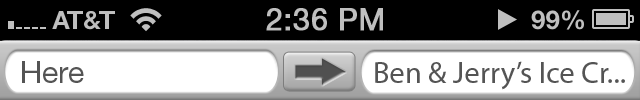 AT&T 2:36 PM 99%
Here Ben & Jerry's Ice Cr...